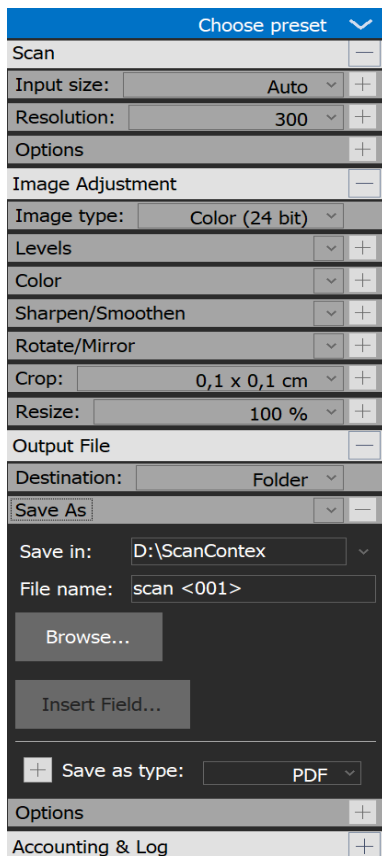 Choose preset
Scan
Input size: Auto
Resolution: 300
Options
Image Adjustment
Image type: Color (24 bit)
Levels
Color
Sharpen/Smoothen
Rotate/Mirror
Crop: 0,1 x 0,1 cm
Resize: 100 %
Output File
Destination: Folder
Save As
Save in: D:\ScanContex
File name: scan <001>
Browse...
Insert Field...
Save as type: PDF
Options
Accounting & Log